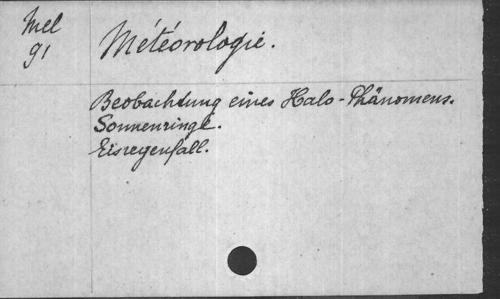 Mel
91
Météorologie.
Beobachtung eines Halo-Phänomens.
Sonnenringe.
Eisregenfall.